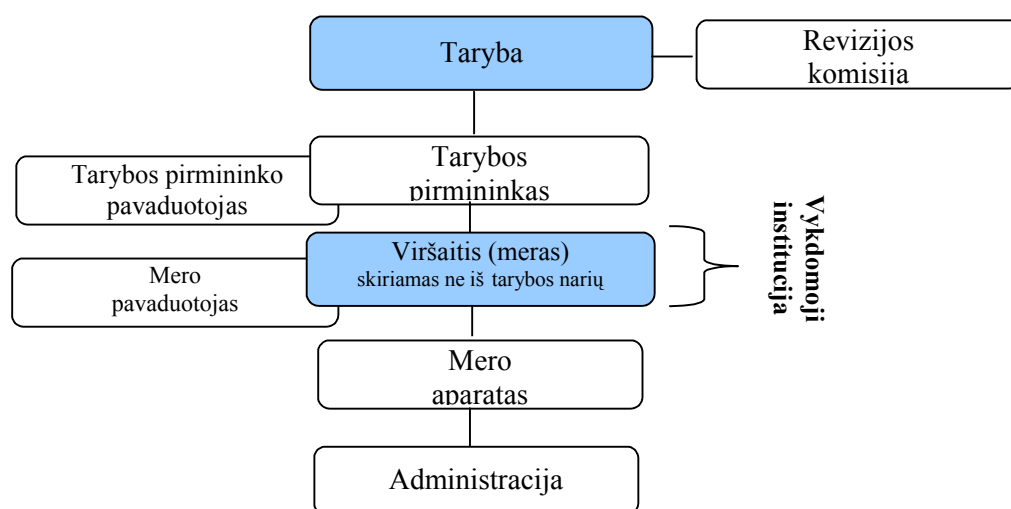 Taryba
Revizijos
komisija
Tarybos
pirmininkas
Tarybos pirmininko
pavaduotojas
Viršaitis (meras)
skiriamas ne iš tarybos narių
Mero
pavaduotojas
Vykdomoji
institucija
Mero
aparatas
Administracija